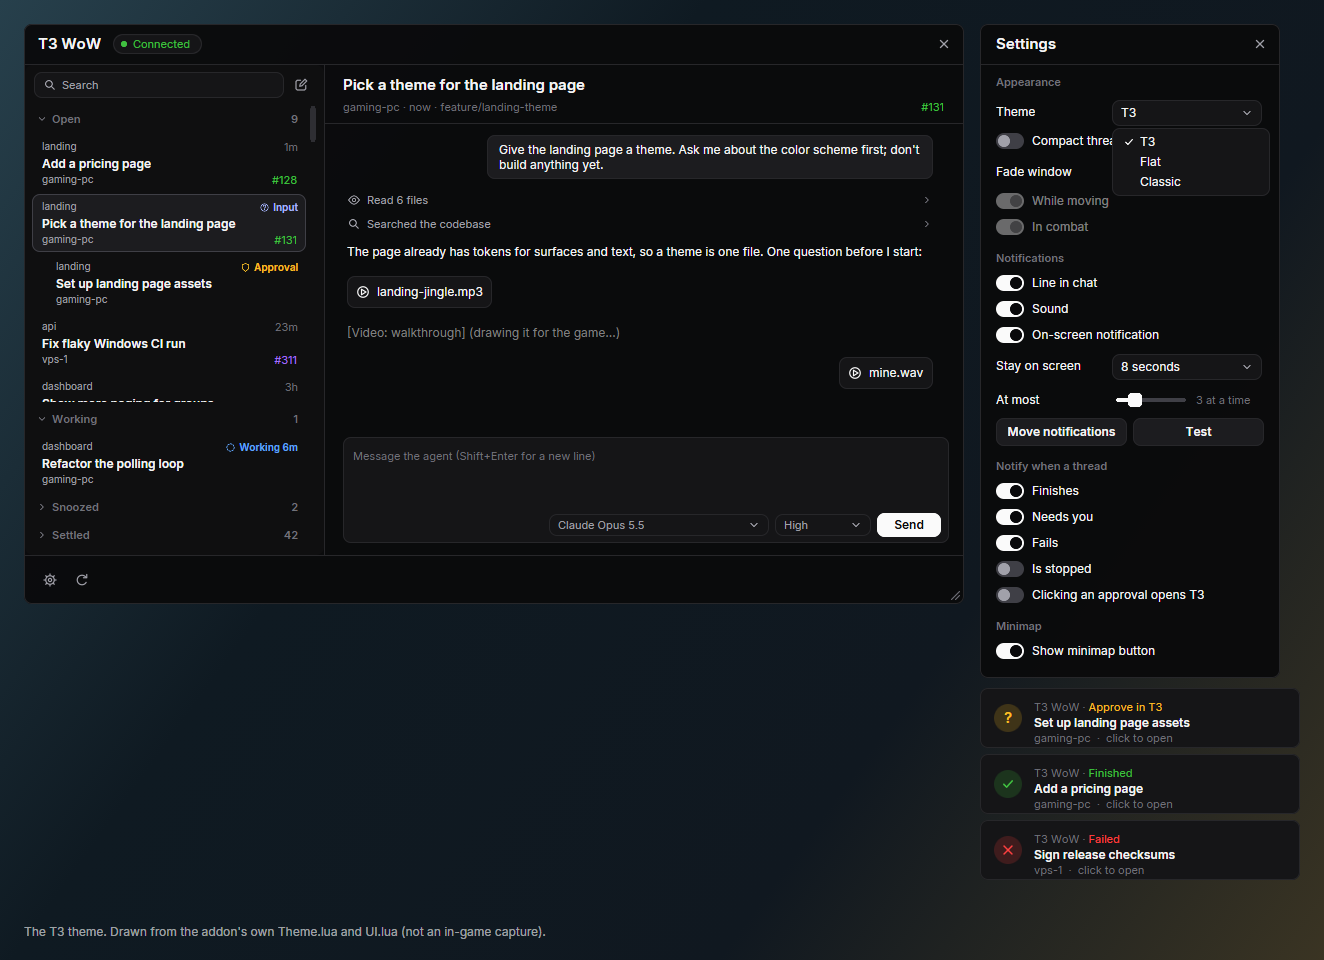 T3 WoW
Connected
Search
Open 9
landing 1m
Add a pricing page
gaming-pc #128
landing Input
Pick a theme for the landing page
gaming-pc #131
landing Approval
Set up landing page assets
gaming-pc
api 23m
Fix flaky Windows CI run
vps-1 #311
dashboard 3h
Working 1
dashboard Working 6m
Refactor the polling loop
gaming-pc
Snoozed 2
Settled 42
Pick a theme for the landing page
gaming-pc · now · feature/landing-theme #131
Give the landing page a theme. Ask me about the color scheme first; don't
build anything yet.
Read 6 files
Searched the codebase
The page already has tokens for surfaces and text, so a theme is one file. One question before I start:
landing-jingle.mp3
[Video: walkthrough] (drawing it for the game...)
mine.wav
Message the agent (Shift+Enter for a new line)
Claude Opus 5.5 High Send
Settings
Appearance
Theme T3
Compact threa
T3
Flat
Classic
Fade window
While moving
In combat
Notifications
Line in chat
Sound
On-screen notification
Stay on screen 8 seconds
At most 3 at a time
Move notifications Test
Notify when a thread
Finishes
Needs you
Fails
Is stopped
Clicking an approval opens T3
Minimap
Show minimap button
? T3 WoW · Approve in T3
Set up landing page assets
gaming-pc · click to open
T3 WoW · Finished
Add a pricing page
gaming-pc · click to open
T3 WoW · Failed
Sign release checksums
vps-1 · click to open
The T3 theme. Drawn from the addon's own Theme.lua and UI.lua (not an in-game capture).